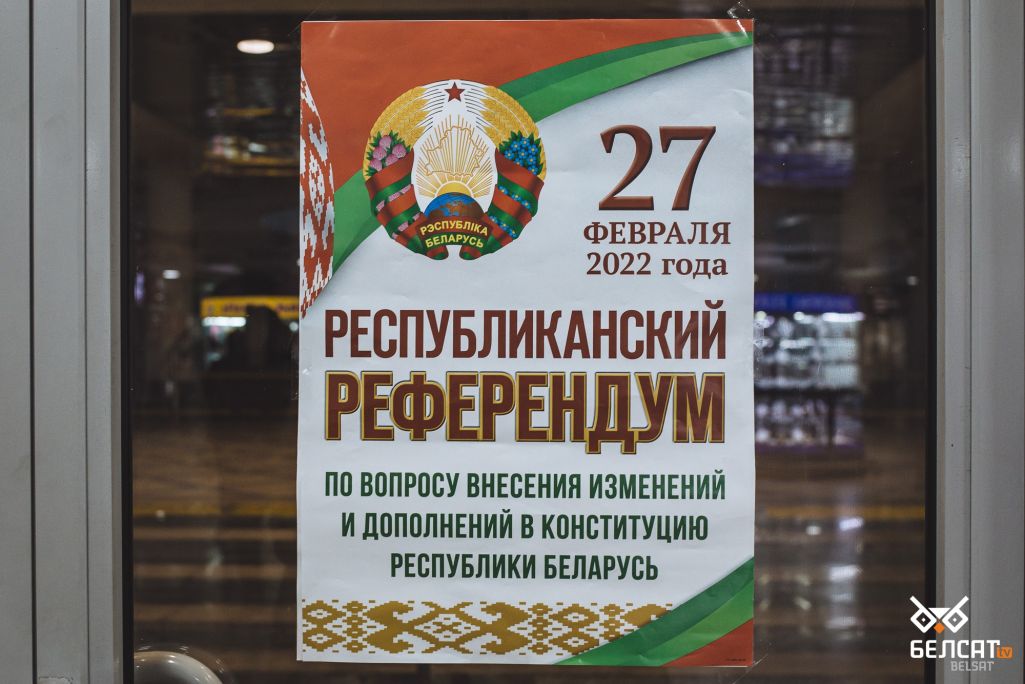 РЭСПУБЛІКА
БЕЛАРУСЬ
27
ФЕВРАЛЯ
2022 года
РЕСПУБЛИКАНСКИЙ
РЕФЕРЕНДУМ
ПО ВОПРОСУ ВНЕСЕНИЯ ИЗМЕНЕНИЙ
И ДОПОЛНЕНИЙ В КОНСТИТУЦИЮ
РЕСПУБЛИКИ БЕЛАРУСЬ
БЕЛСАТ tv
BELSAT